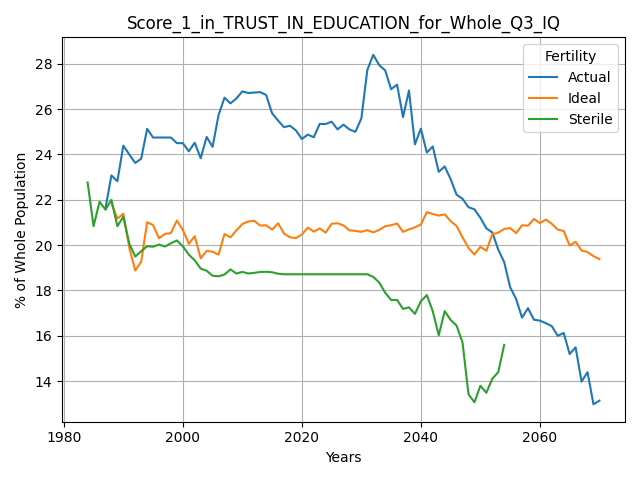 Score_1_in_TRUST_IN_EDUCATION_for_Whole_Q3_IQ
Fertility
Actual
Ideal
Sterile
% of Whole Population
28
26
24
22
20
18
16
14
1980
2000
2020
2040
2060
Years